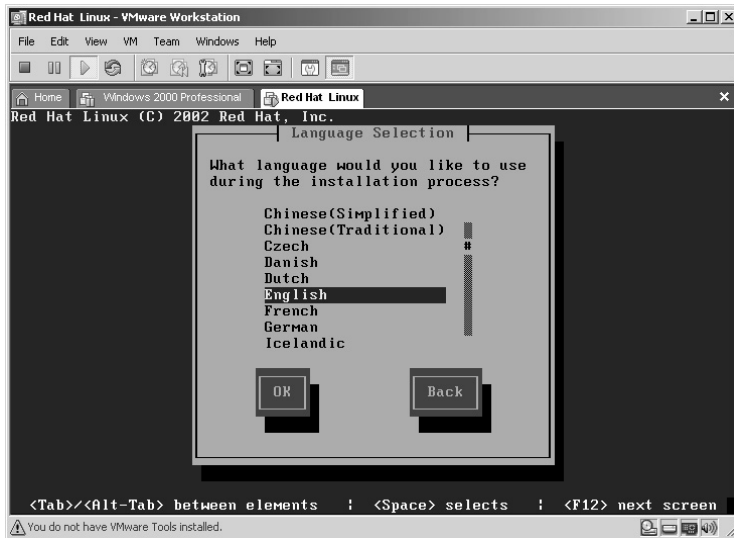 Red Hat Linux - VMware Workstation
File Edit View VM Team Windows Help
Home Windows 2000 Professional Red Hat Linux
Red Hat Linux (C) 2002 Red Hat, Inc.
Language Selection
What language would you like to use
during the installation process?
Chinese(Simplified)
Chinese(Traditional)
Czech #
Danish
Dutch
English
French
German
Icelandic
OK Back
<Tab>/<Alt-Tab> between elements ¦ <Space> selects ¦ <F12> next screen
You do not have VMware Tools installed.